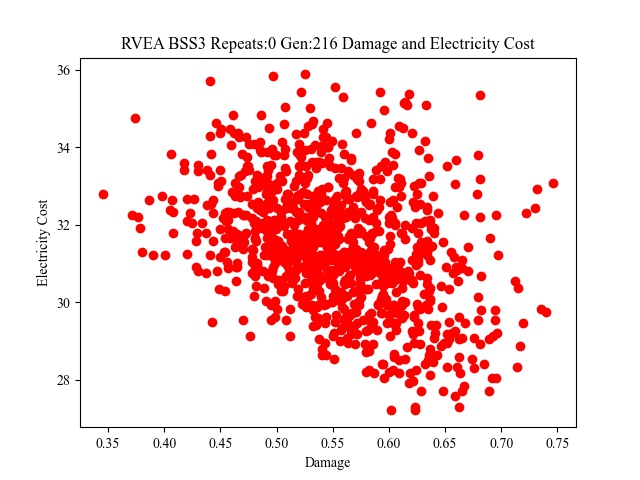 RVEA BSS3 Repeats:0 Gen:216 Damage and Electricity Cost
36
34
32
30
28
Electricity Cost
0.35 0.40 0.45 0.50 0.55 0.60 0.65 0.70 0.75
Damage